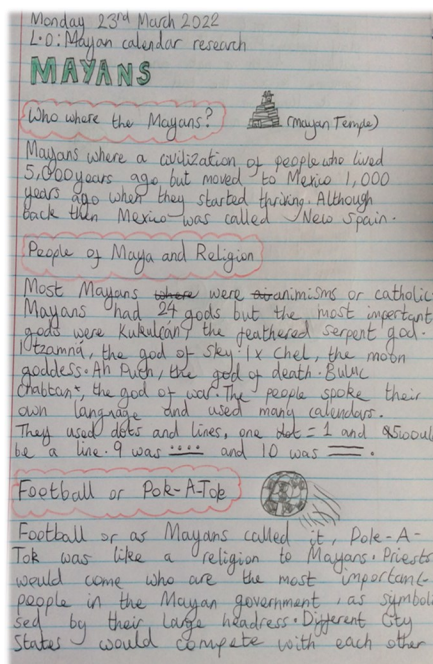 Monday 23rd March 2022
L.O: Mayan calendar research
MAYANS
Who where the Mayans?
(Mayan Temple)
Mayans where a civilization of people who lived
5,000 years ago but moved to Mexico 1,000
years ago when they started thriving. Although
back then Mexico was called New Spain.
People of Maya and Religion
Most Mayans where were animisms or catholic
Mayans had 24 gods but the most important
gods were Kukulcan, the feathered serpent god.
Itzamná, the god of sky. Ix Chel, the moon
goddess. Ah Puch, the god of death. Buluc
Chabtan, the god of war. The people spoke their
own language and used many calendars.
They used dots and lines, one dot = 1 and 5 would
be a line. 9 was and 10 was
Football or Pok-A-Tok
Football or as Mayans called it, Pok-A-
Tok was like a religion to Mayans. Priests
would come who are the most important
people in the Mayan government, as symboli
sed by their large headress. Different City
States would compete with each other